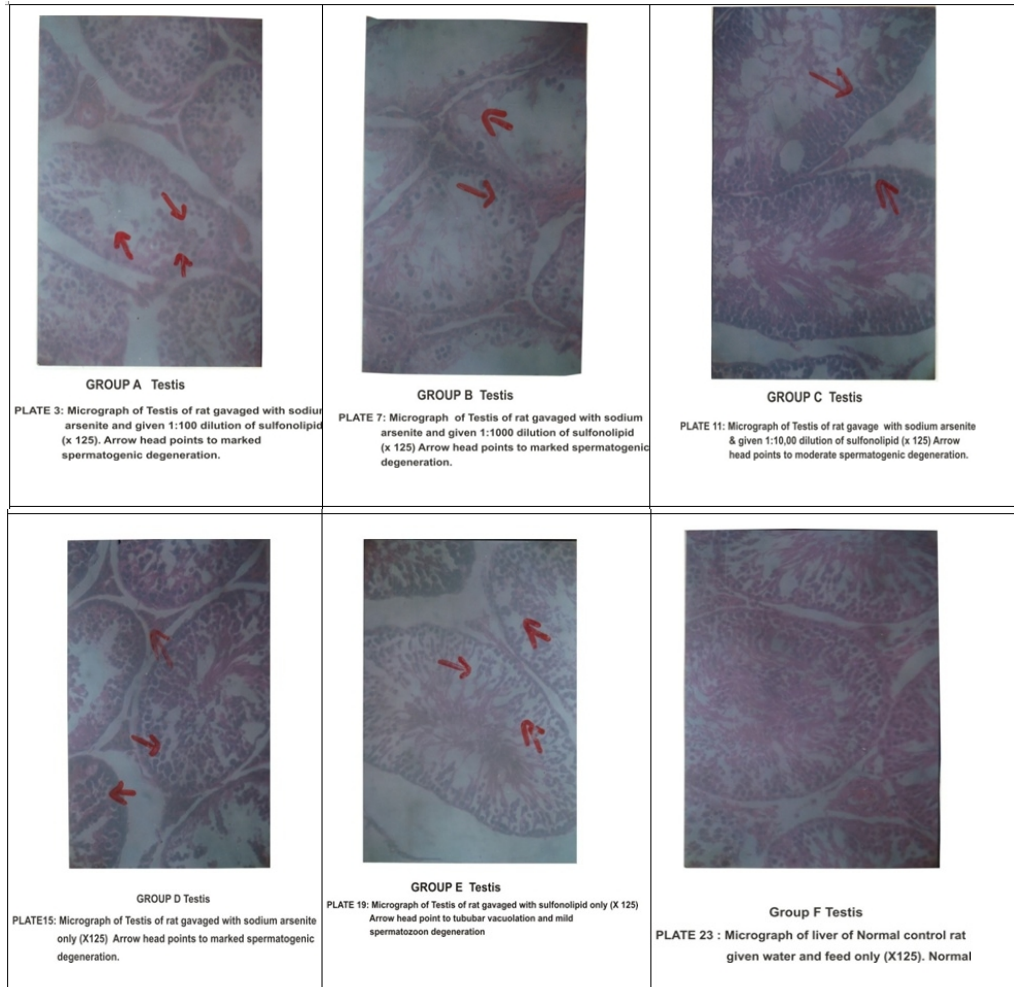 GROUP A Testis
PLATE 3: Micrograph of Testis of rat gavaged with sodium
arsenite and given 1:100 dilution of sulfonolipid
(x 125). Arrow head points to marked
spermatogenic degeneration.
GROUP B Testis
PLATE 7: Micrograph of Testis of rat gavaged with sodium
arsenite and given 1:1000 dilution of sulfonolipid
(x 125) Arrow head points to marked spermatogenic
degeneration.
GROUP C Testis
PLATE 11: Micrograph of Testis of rat gavage with sodium arsenite
& given 1:10,00 dilution of sulfonolipid (x 125) Arrow
head points to moderate spermatogenic degeneration.
GROUP D Testis
PLATE15: Micrograph of Testis of rat gavaged with sodium arsenite
only (X125) Arrow head points to marked spermatogenic
degeneration.
GROUP E Testis
PLATE 19: Micrograph of Testis of rat gavaged with sulfonolipid only (X 125)
Arrow head point to tububar vacuolation and mild
spermatozoon degeneration
Group F Testis
PLATE 23 : Micrograph of liver of Normal control rat
given water and feed only (X125). Normal